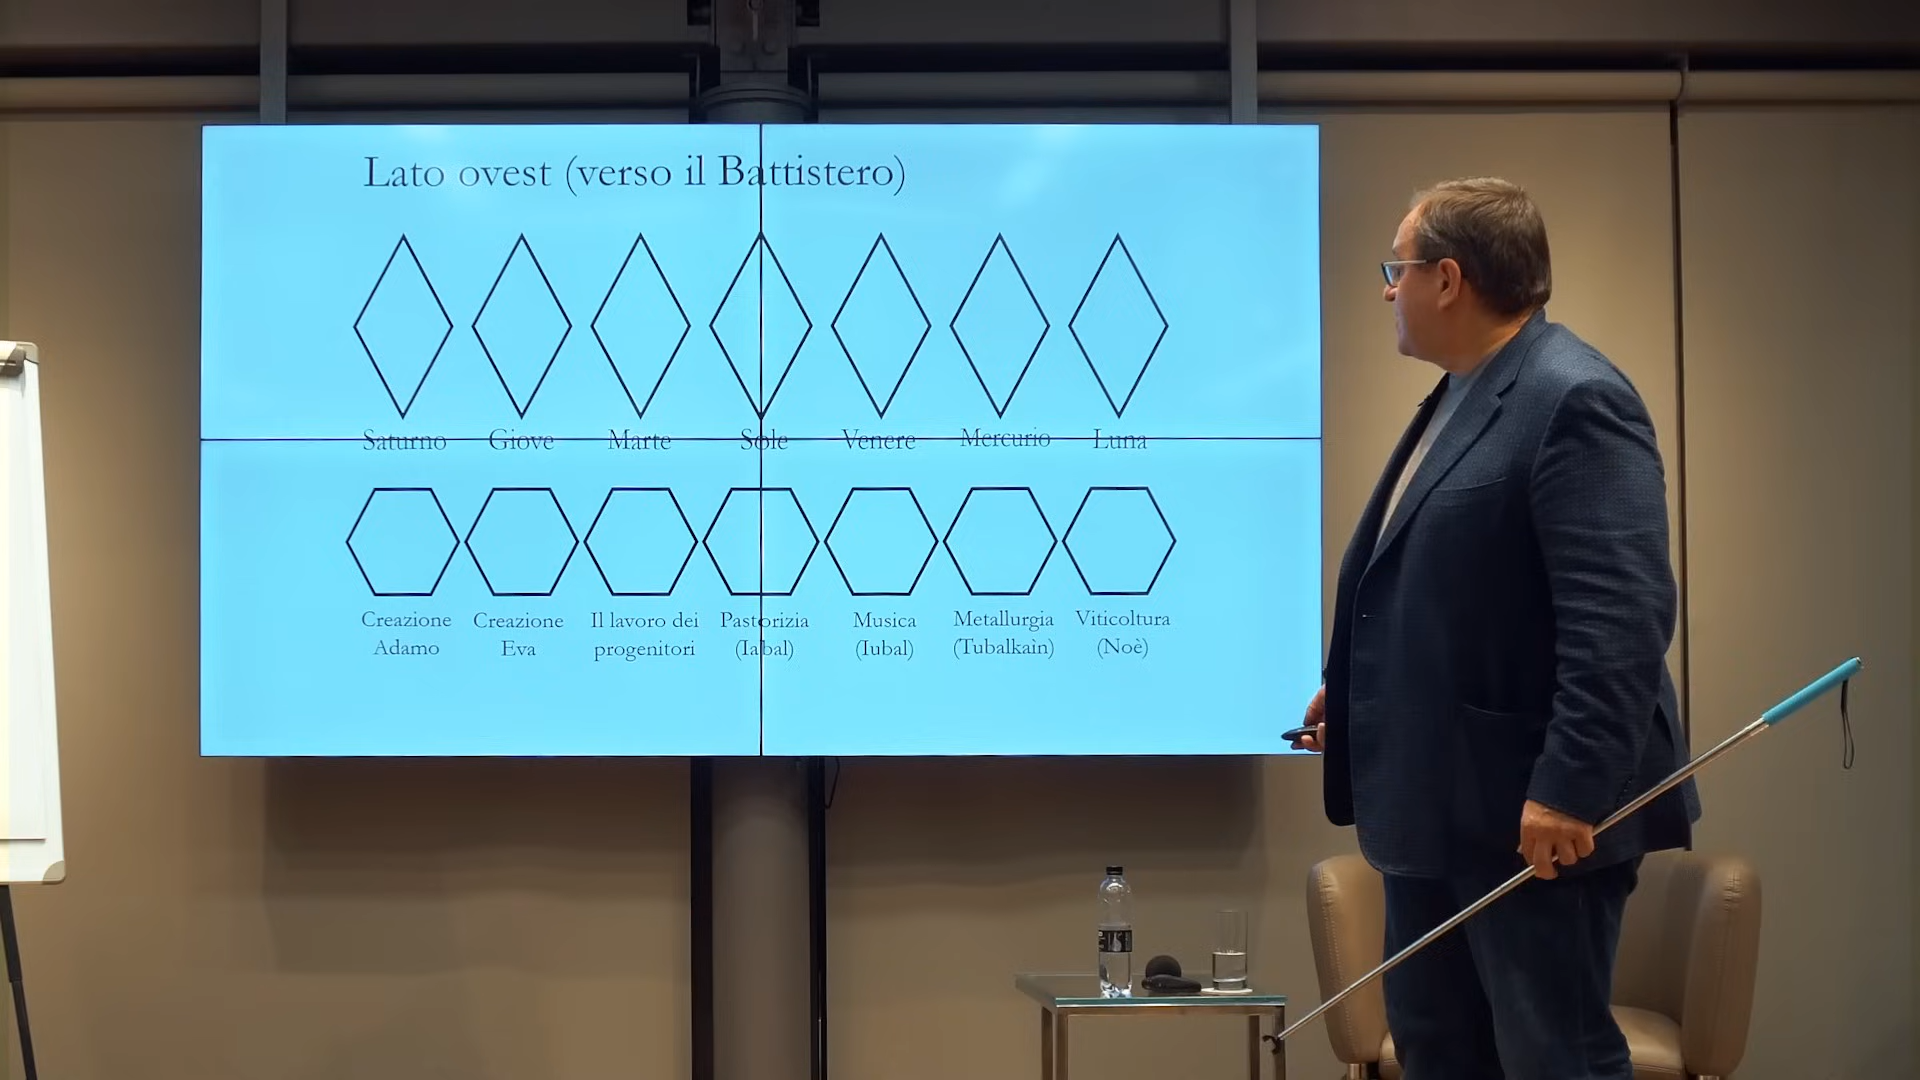 Lato ovest (verso il Battistero)
Saturno Giove Marte Sole Venere Mercurio Luna
Creazione Creazione Il lavoro dei Pastorizia Musica Metallurgia Viticoltura
Adamo Eva progenitori (Iabal) (Iubal) (Tubalkaìn) (Noè)